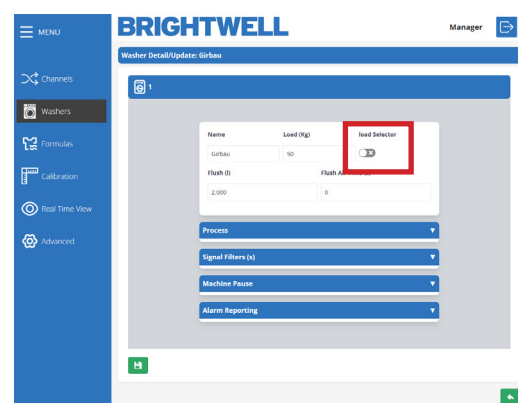 MENU
BRIGHTWELL
Manager
Washer Detail/Update: Girbau
Channels
1
Washers
Name Load (Kg) load Selector
Formulas
Girbau 50
Calibration
Flush (l) Flush
2.000 0
Real Time View
Process
Advanced
Signal Filters (s)
Machine Pause
Alarm Reporting